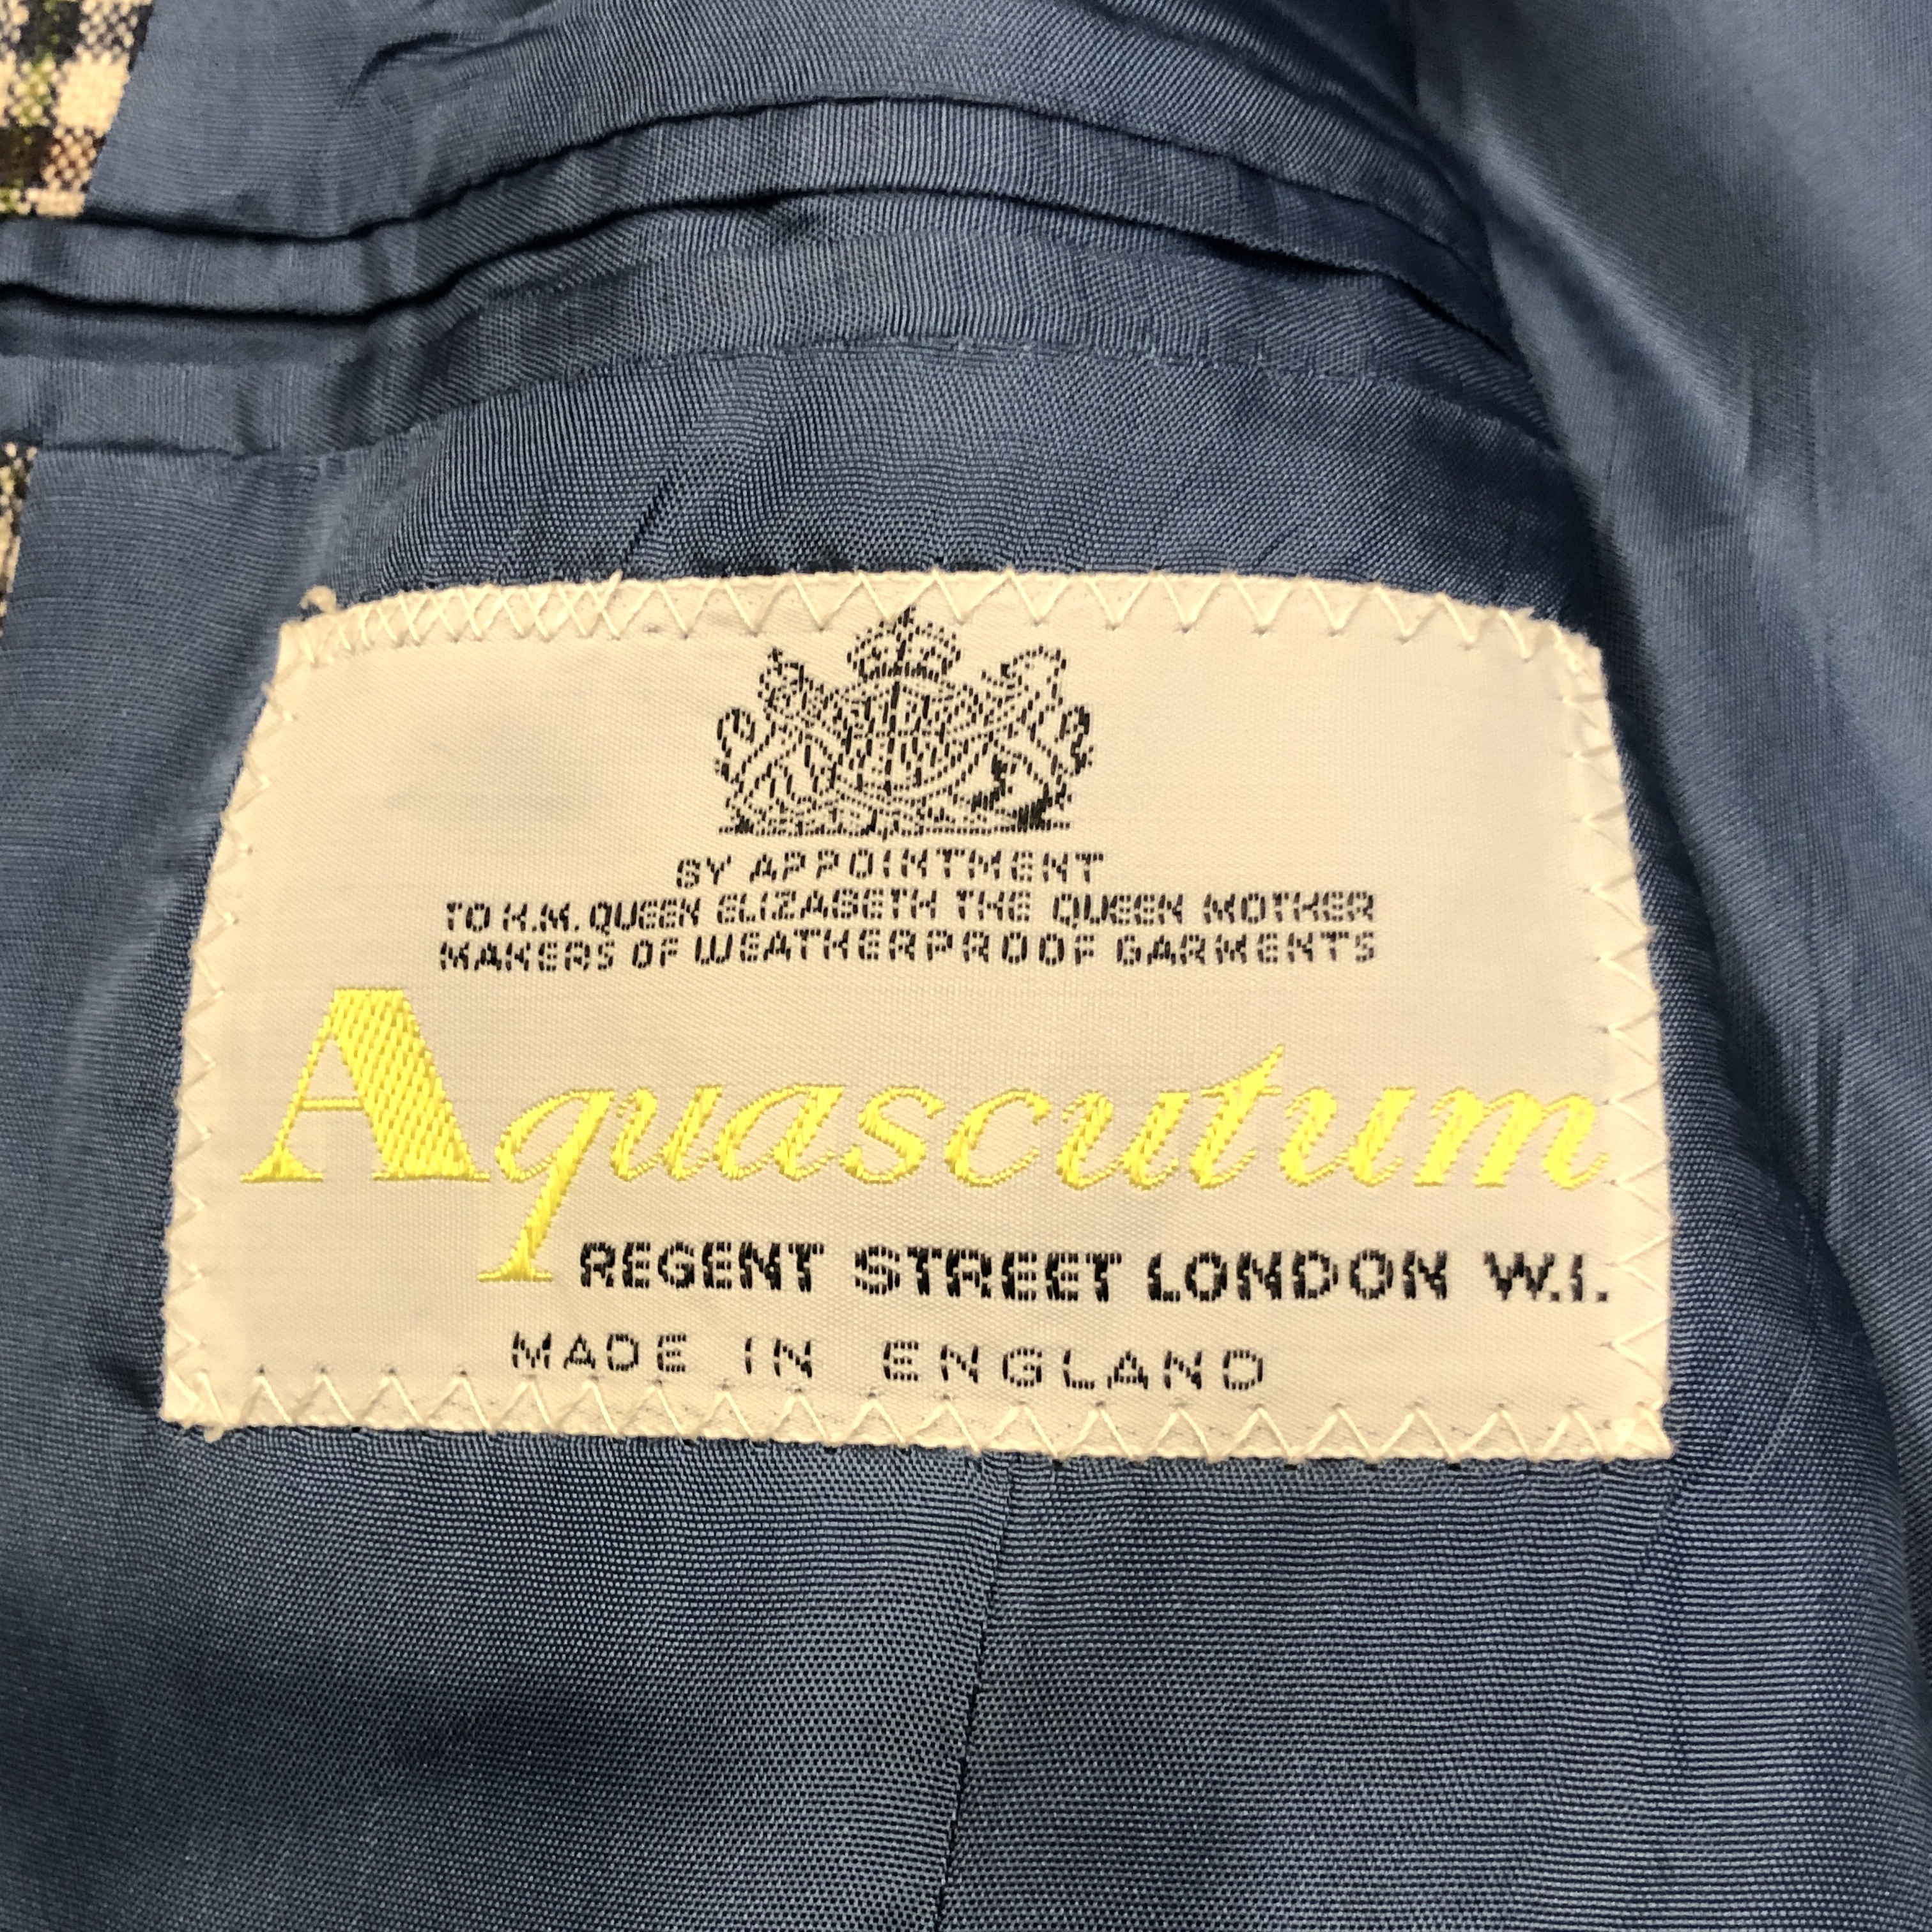 BY APPOINTMENT
TO H.M. QUEEN ELIZABETH THE QUEEN MOTHER
MAKERS OF WEATHERPROOF GARMENTS
Aquascutum
REGENT STREET LONDON W.1.
MADE IN ENGLAND